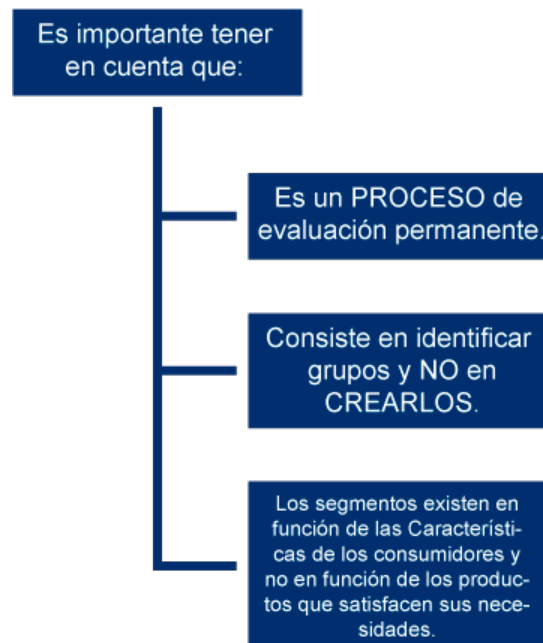 Es importante tener
en cuenta que:
Es un PROCESO de
evaluación permanente.
Consiste en identificar
grupos y NO en
CREARLOS.
Los segmentos existen en
función de las Característi-
cas de los consumidores y
no en función de los produc-
tos que satisfacen sus nece-
sidades.